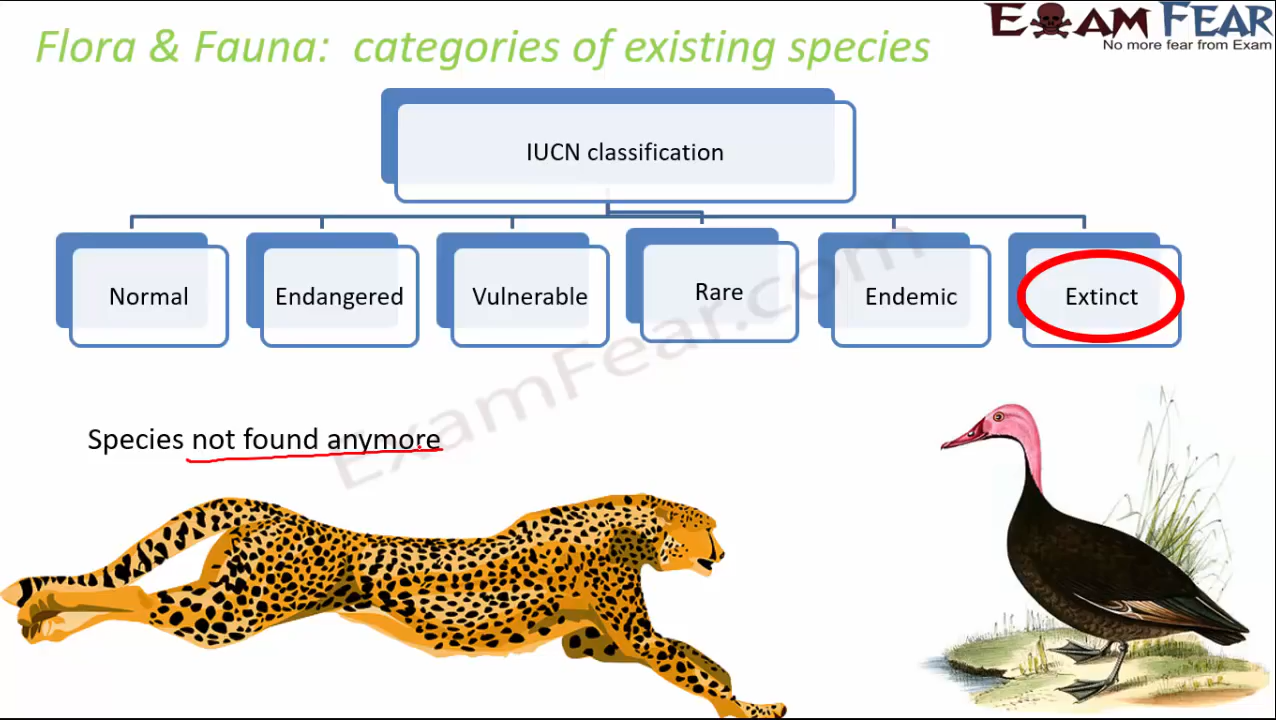 Flora & Fauna: categories of existing species
EXAM FEAR
No more fear from Exam
IUCN classification
Normal
Endangered
Vulnerable
Rare
Endemic
Extinct
ExamFear.com
Species not found anymore